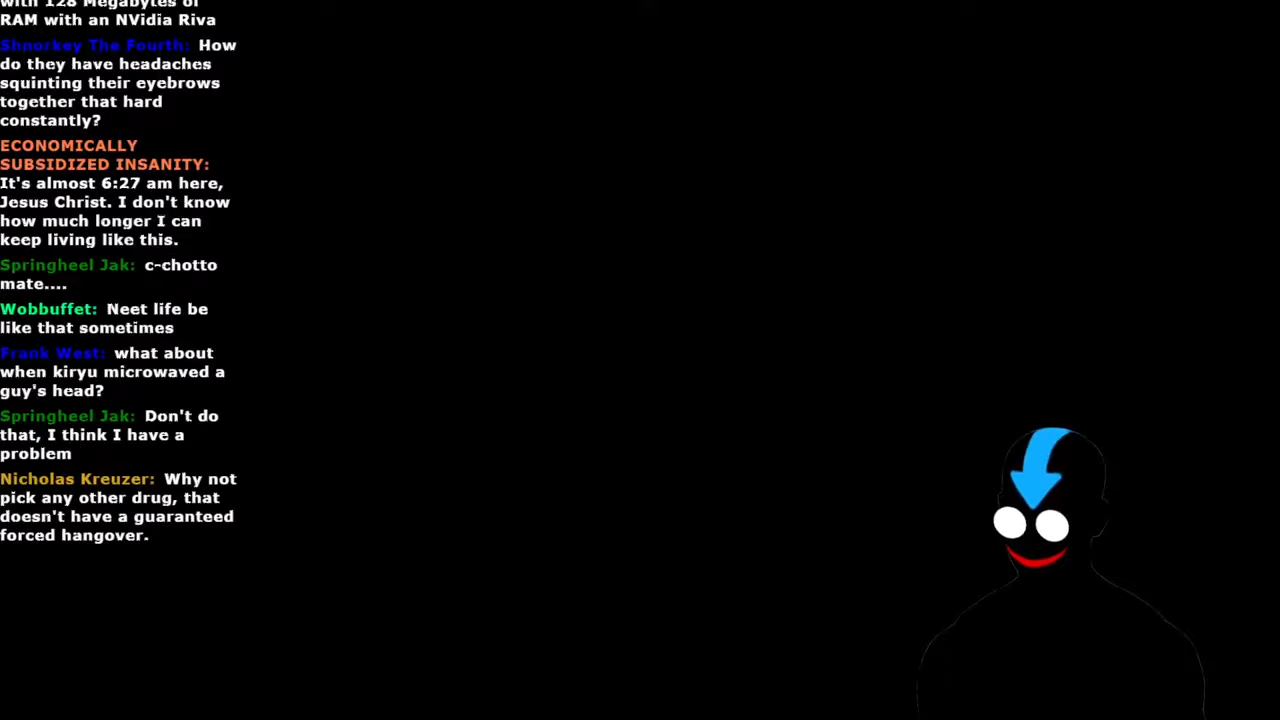 with 128 Megabytes of
RAM with an NVidia Riva
Shnorkey The Fourth: How
do they have headaches
squinting their eyebrows
together that hard
constantly?
ECONOMICALLY
SUBSIDIZED INSANITY:
It's almost 6:27 am here,
Jesus Christ. I don't know
how much longer I can
keep living like this.
Springheel Jak: c-chotto
mate....
Wobbuffet: Neet life be
like that sometimes
Frank West: what about
when kiryu microwaved a
guy's head?
Springheel Jak: Don't do
that, I think I have a
problem
Nicholas Kreuzer: Why not
pick any other drug, that
doesn't have a guaranteed
forced hangover.